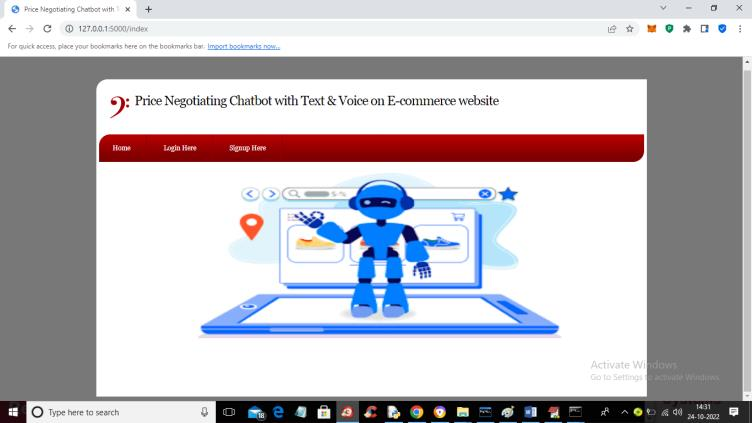 Price Negotiating Chatbot with T
127.0.0.1:5000/index
For quick access, place your bookmarks here on the bookmarks bar. Import bookmarks now...
Price Negotiating Chatbot with Text & Voice on E-commerce website
Home Login Here Signup Here
Activate Windows
Go to Settings to activate Windows.
Type here to search
18
14:31
24-10-2022